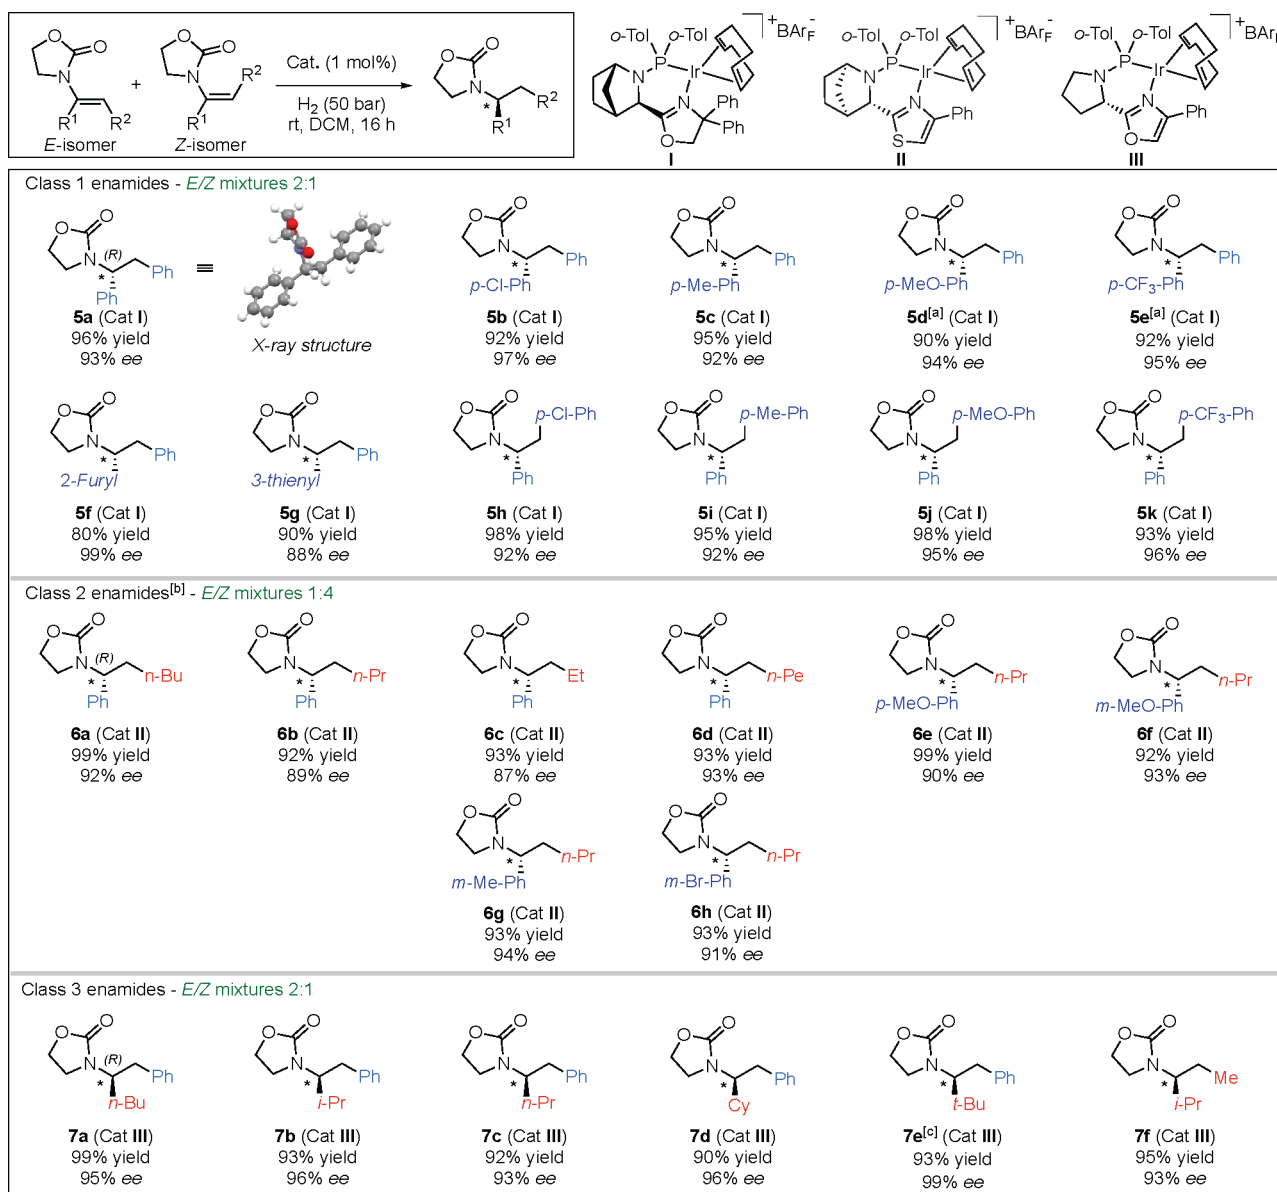 O
O
N
R²
R¹
E-isomer
+
O
O
N
R²
R¹
Z-isomer
Cat. (1 mol%)
H₂ (50 bar)
rt, DCM, 16 h
O
O
N
*
R¹
R²
o-Tol o-Tol
P
N
Ir
N
O
Ph
Ph
+
BArF-
I
o-Tol o-Tol
P
N
Ir
N
S
Ph
+
BArF-
II
o-Tol o-Tol
P
N
Ir
N
O
Ph
+
BArF
III
Class 1 enamides - E/Z mixtures 2:1
O
O
N
(R)
*
Ph
Ph
5a (Cat I)
96% yield
93% ee
≡
X-ray structure
O
O
N
*
Ph
p-Cl-Ph
5b (Cat I)
92% yield
97% ee
O
O
N
*
Ph
p-Me-Ph
5c (Cat I)
95% yield
92% ee
O
O
N
*
Ph
p-MeO-Ph
5d[a] (Cat I)
90% yield
94% ee
O
O
N
*
Ph
p-CF₃-Ph
5e[a] (Cat I)
92% yield
95% ee
O
O
N
*
Ph
2-Furyl
5f (Cat I)
80% yield
99% ee
O
O
N
*
Ph
3-thienyl
5g (Cat I)
90% yield
88% ee
O
O
N
p-Cl-Ph
*
Ph
5h (Cat I)
98% yield
92% ee
O
O
N
p-Me-Ph
*
Ph
5i (Cat I)
95% yield
92% ee
O
O
N
p-MeO-Ph
*
Ph
5j (Cat I)
98% yield
95% ee
O
O
N
p-CF₃-Ph
*
Ph
5k (Cat I)
93% yield
96% ee
Class 2 enamides[b] - E/Z mixtures 1:4
O
O
N
(R)
*
n-Bu
Ph
6a (Cat II)
99% yield
92% ee
O
O
N
*
n-Pr
Ph
6b (Cat II)
92% yield
89% ee
O
O
N
*
Et
Ph
6c (Cat II)
93% yield
87% ee
O
O
N
*
n-Pe
Ph
6d (Cat II)
93% yield
93% ee
O
O
N
*
n-Pr
p-MeO-Ph
6e (Cat II)
99% yield
90% ee
O
O
N
*
n-Pr
m-MeO-Ph
6f (Cat II)
92% yield
93% ee
O
O
N
*
n-Pr
m-Me-Ph
6g (Cat II)
93% yield
94% ee
O
O
N
*
n-Pr
m-Br-Ph
6h (Cat II)
93% yield
91% ee
Class 3 enamides - E/Z mixtures 2:1
O
O
N
(R)
*
Ph
n-Bu
7a (Cat III)
99% yield
95% ee
O
O
N
*
Ph
i-Pr
7b (Cat III)
93% yield
96% ee
O
O
N
*
Ph
n-Pr
7c (Cat III)
92% yield
93% ee
O
O
N
*
Ph
Cy
7d (Cat III)
90% yield
96% ee
O
O
N
*
Ph
t-Bu
7e[c] (Cat III)
93% yield
99% ee
O
O
N
*
Me
i-Pr
7f (Cat III)
95% yield
93% ee